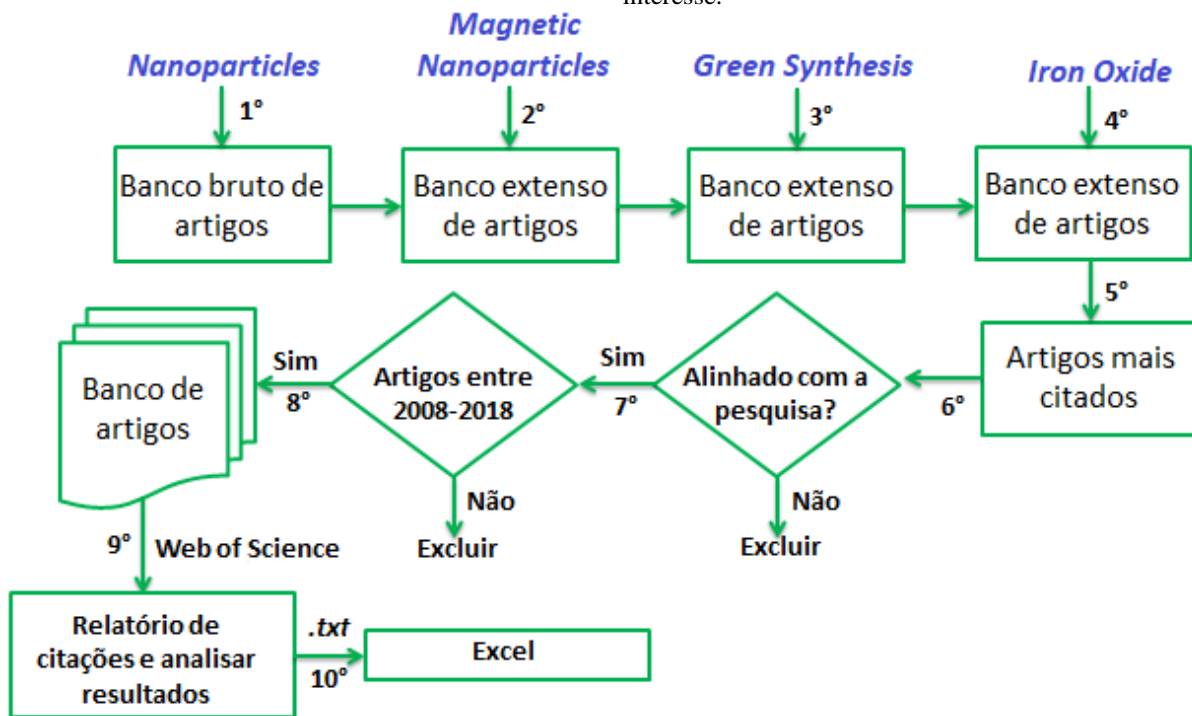 interesse.
Nanoparticles
Magnetic
Nanoparticles
Green Synthesis
Iron Oxide
1°
2°
3°
4°
Banco bruto de
artigos
Banco extenso
de artigos
Banco extenso
de artigos
Banco extenso
de artigos
5°
Artigos mais
citados
6°
Alinhado com a
pesquisa?
Não
Excluir
Sim
7°
Artigos entre
2008-2018
Não
Excluir
Sim
8°
Banco de
artigos
9°
Web of Science
Relatório de
citações e analisar
resultados
.txt
10°
Excel